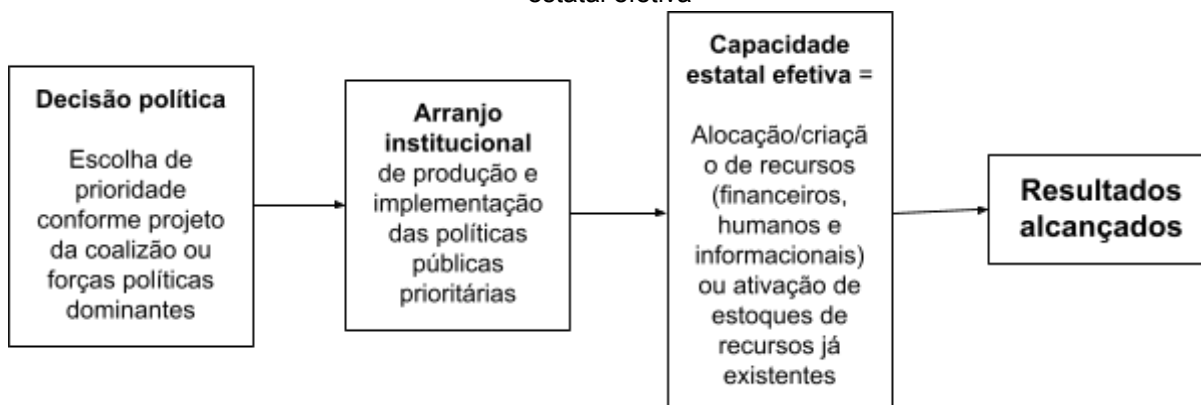 estatal efetiva
Decisão política
Escolha de
prioridade
conforme projeto
da coalizão ou
forças políticas
dominantes
Arranjo
institucional
de produção e
implementação
das políticas
públicas
prioritárias
Capacidade
estatal efetiva =
Alocação/criaçã
o de recursos
(financeiros,
humanos e
informacionais)
ou ativação de
estoques de
recursos já
existentes
Resultados
alcançados